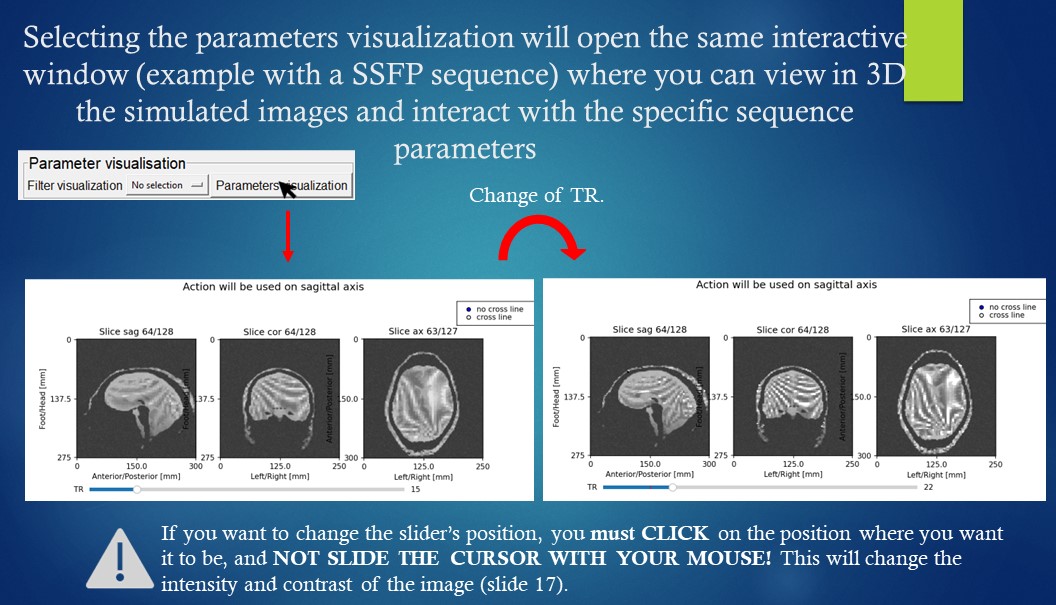 Selecting the parameters visualization will open the same interactive
window (example with a SSFP sequence) where you can view in 3D
the simulated images and interact with the specific sequence
parameters
Parameter visualisation
Filter visualization No selection Parameters visualization
Change of TR.
Action will be used on sagittal axis
no cross line
cross line
Slice sag 64/128 Slice cor 64/128 Slice ax 63/127
0 0 0
Foot/Head [mm] Foot/Head [mm] Anterior/Posterior [mm]
137.5 137.5 150.0
275 275 300
0 150.0 300 0 125.0 250 0 125.0 250
Anterior/Posterior [mm] Left/Right [mm] Left/Right [mm]
TR 15
Action will be used on sagittal axis
no cross line
cross line
Slice sag 64/128 Slice cor 64/128 Slice ax 63/127
0 0 0
Foot/Head [mm] Foot/Head [mm] Anterior/Posterior [mm]
137.5 137.5 150.0
275 275 300
0 150.0 300 0 125.0 250 0 125.0 250
Anterior/Posterior [mm] Left/Right [mm] Left/Right [mm]
TR 22
If you want to change the slider's position, you must CLICK on the position where you want
it to be, and NOT SLIDE THE CURSOR WITH YOUR MOUSE! This will change the
intensity and contrast of the image (slide 17).